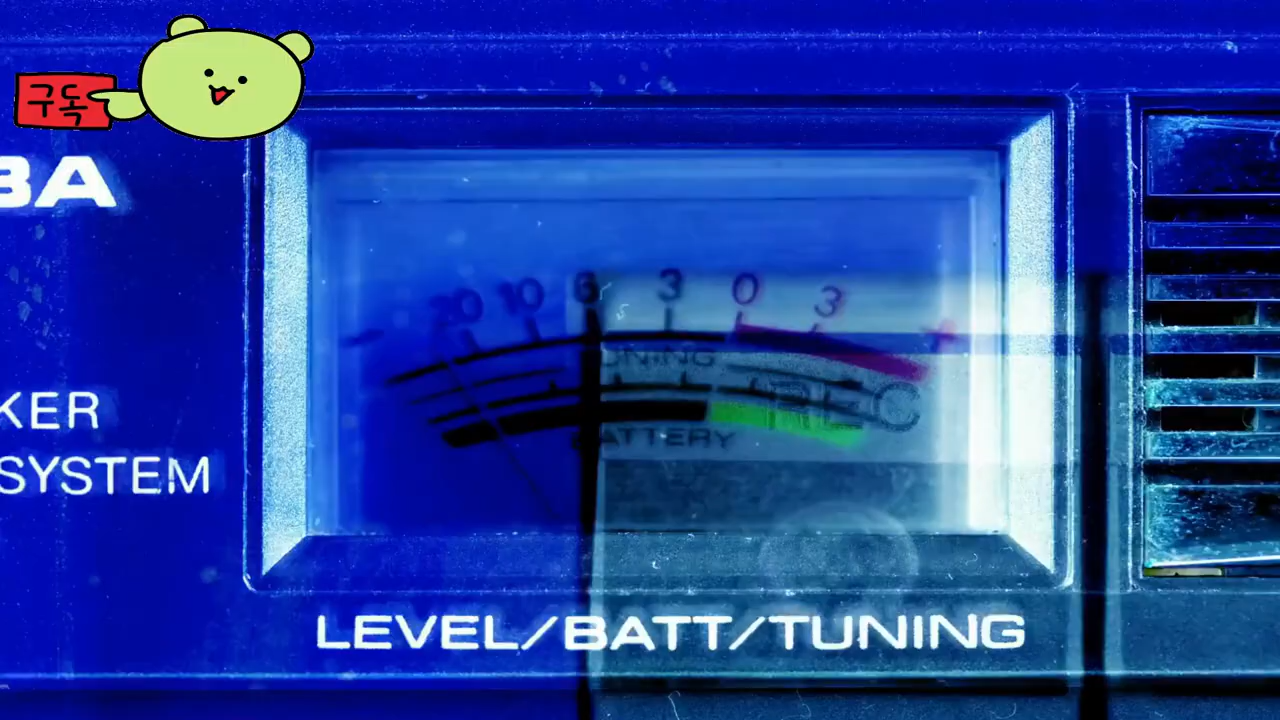 구독
BA
20 10 6 3 0 3 +
TUNING
REC
BATTERY
KER
SYSTEM
LEVEL/BATT/TUNING